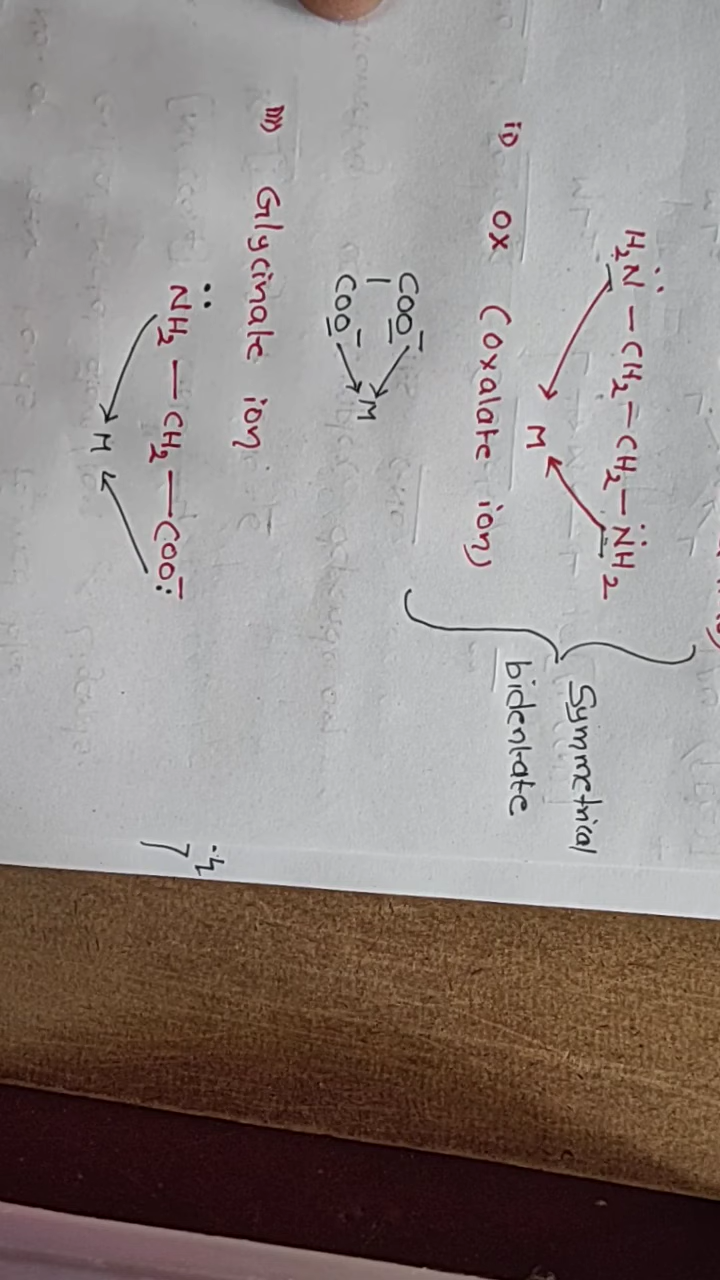 H₂N̈ – CH₂ – CH₂ – N̈H₂
M
ii) ox (oxalate ion)
COO⁻
|
COO⁻
M
Symmetrical
bidentate
iii) Glycinate ion
N̈H₂ – CH₂ – COO⁻:
M